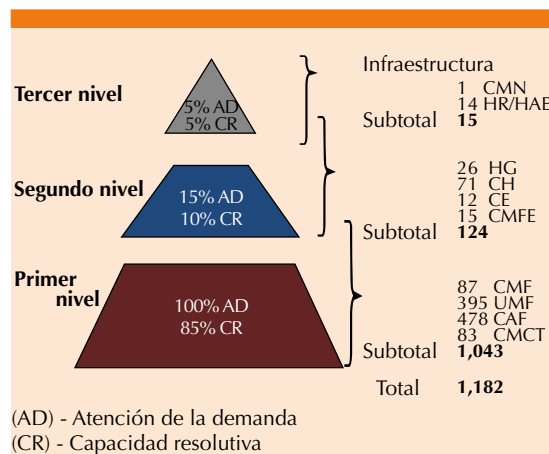 Infraestructura
Tercer nivel
5% AD
5% CR
1 CMN
14 HR/HAE
Subtotal 15
Segundo nivel
15% AD
10% CR
26 HG
71 CH
12 CE
15 CMFE
Subtotal 124
Primer
nivel
100% AD
85% CR
87 CMF
395 UMF
478 CAF
83 CMCT
Subtotal 1,043
Total 1,182
(AD) - Atención de la demanda
(CR) - Capacidad resolutiva